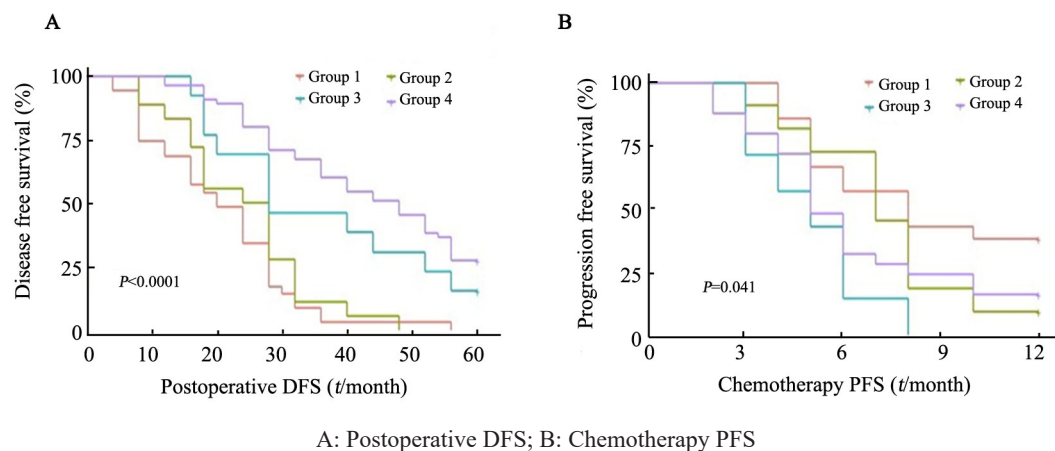 A
Disease free survival (%)
100
75
50
25
0
Group 1
Group 2
Group 3
Group 4
P<0.0001
0 10 20 30 40 50 60
Postoperative DFS (t/month)
B
Progression free survival (%)
100
75
50
25
0
Group 1
Group 2
Group 3
Group 4
P=0.041
0 3 6 9 12
Chemotherapy PFS (t/month)
A: Postoperative DFS; B: Chemotherapy PFS